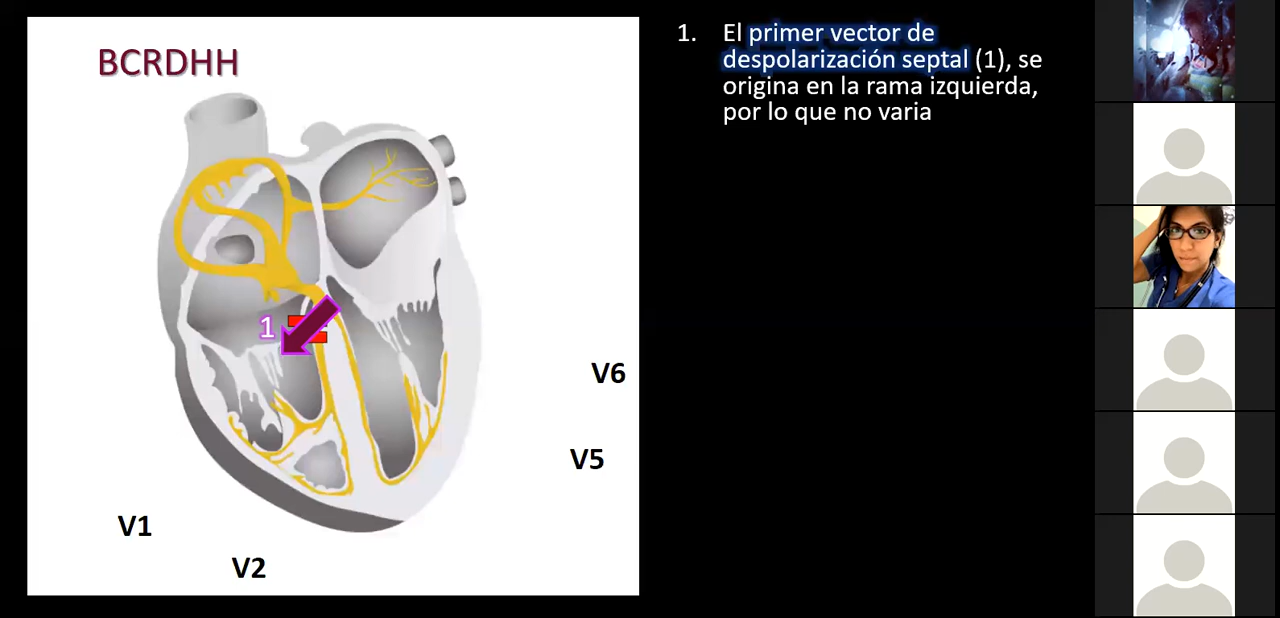 BCRDHH
1
V6
V5
V1
V2
1. El primer vector de
despolarización septal (1), se
origina en la rama izquierda,
por lo que no varia